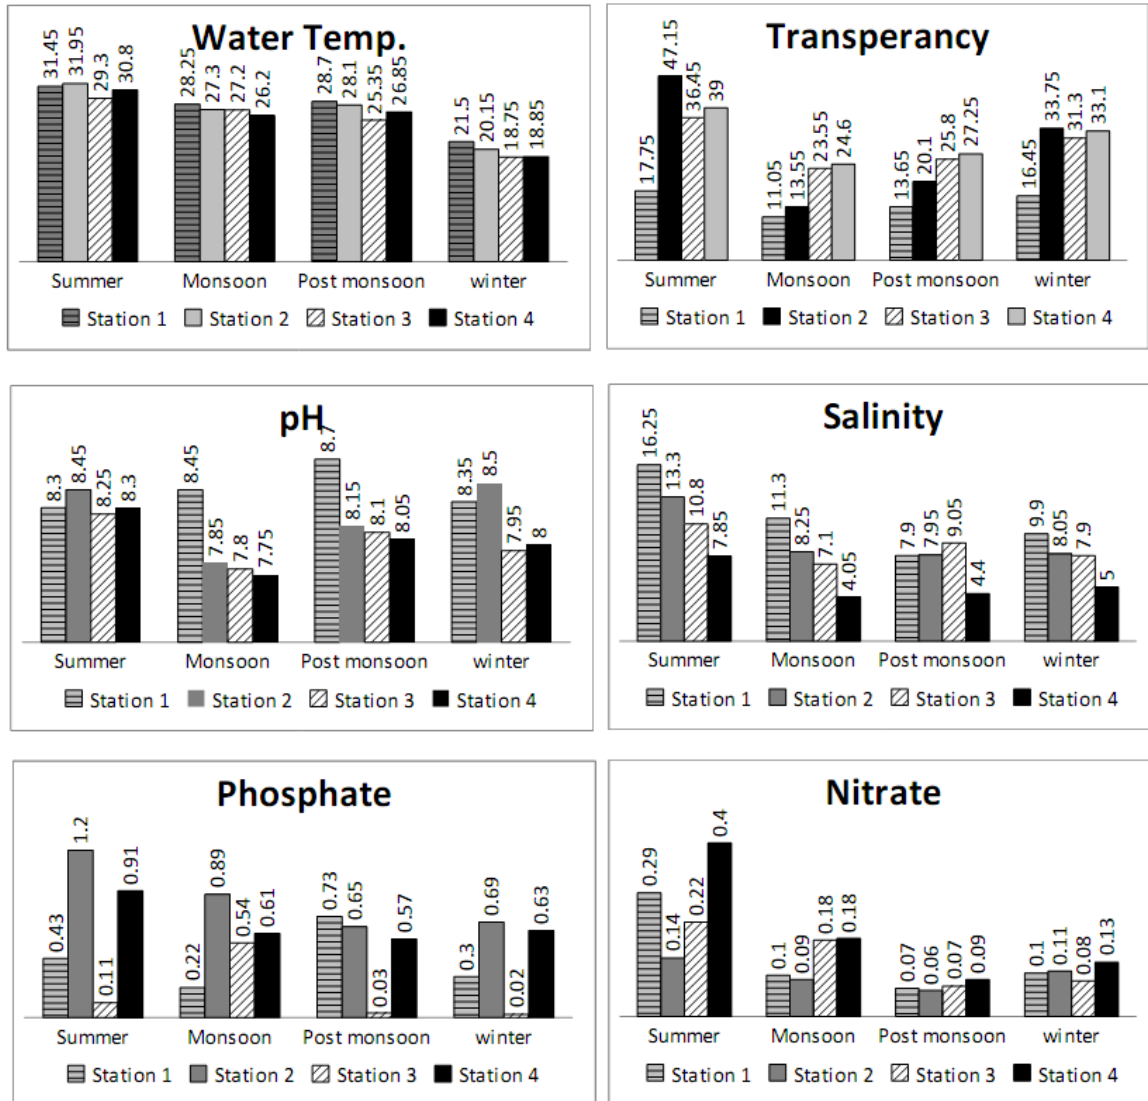 Water Temp.
31.45 31.95 29.3 30.8 28.25 27.3 27.2 26.2 28.7 28.1 25.35 26.85 21.5 20.15 18.75 18.85
Summer Monsoon Post monsoon winter
Station 1 Station 2 Station 3 Station 4
Transperancy
17.75 47.15 36.45 39 11.05 13.55 23.55 24.6 13.65 20.1 25.8 27.25 16.45 33.75 31.3 33.1
Summer Monsoon Post monsoon winter
Station 1 Station 2 Station 3 Station 4
pH
8.3 8.45 8.25 8.3 8.45 7.85 7.8 7.75 8.7 8.15 8.1 8.05 8.35 8.5 7.95 8
Summer Monsoon Post monsoon winter
Station 1 Station 2 Station 3 Station 4
Salinity
16.25 13.3 10.8 7.85 11.3 8.25 7.1 4.05 7.9 7.95 9.05 4.4 9.9 8.05 7.9 5
Summer Monsoon Post monsoon winter
Station 1 Station 2 Station 3 Station 4
Phosphate
0.43 1.2 0.11 0.91 0.22 0.89 0.54 0.61 0.73 0.65 0.03 0.57 0.3 0.69 0.02 0.63
Summer Monsoon Post monsoon winter
Station 1 Station 2 Station 3 Station 4
Nitrate
0.29 0.14 0.22 0.4 0.1 0.09 0.18 0.18 0.07 0.06 0.07 0.09 0.1 0.11 0.08 0.13
Summer Monsoon Post monsoon winter
Station 1 Station 2 Station 3 Station 4